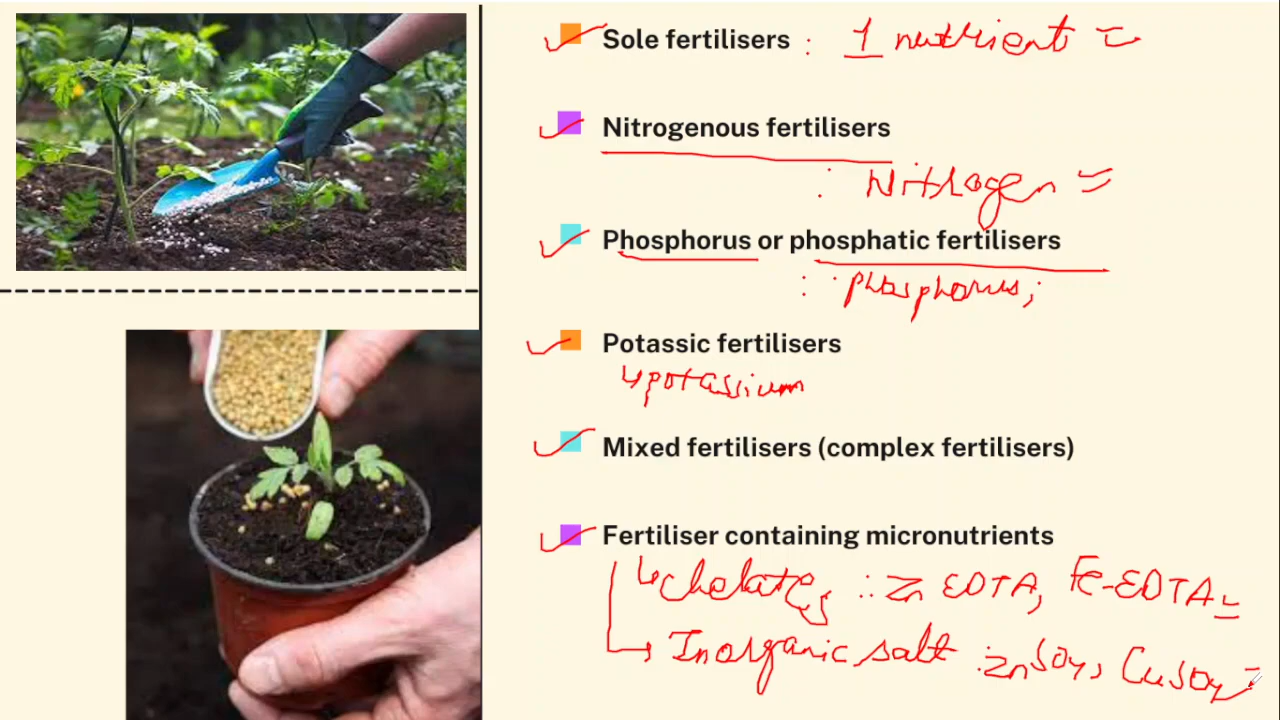 Sole fertilisers : 1 nutrient =
Nitrogenous fertilisers
: Nitrogen =
Phosphorus or phosphatic fertilisers
: phosphorus;
Potassic fertilisers
↳potassium
Mixed fertilisers (complex fertilisers)
Fertiliser containing micronutrients
↳chelates :: Zn EDTA, Fe-EDTA =
→ Inorganic salt : ZnSO4, CuSO4 =